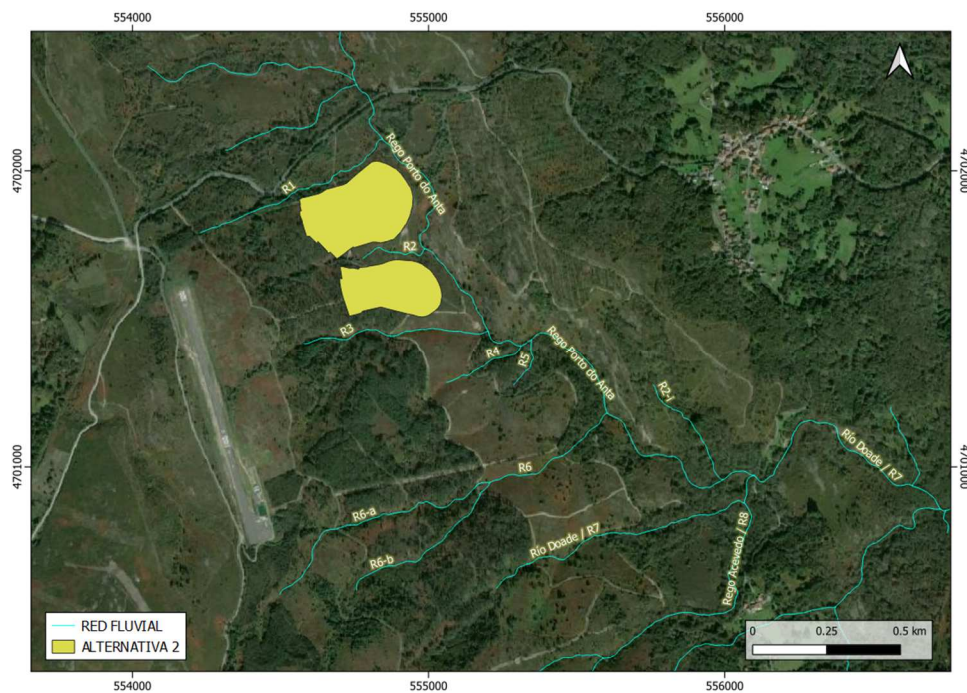 554000
555000
556000
4702000
4702000
Rego Porto do Anta
R1
R2
R3
R4
R5
Rego Porto do Anta
R2-I
4701000
4701000
Río Doade / R7
R6
R6-a
R6-b
Río Doade / R7
Rego Acevedo / R8
RED FLUVIAL
ALTERNATIVA 2
0 0.25 0.5 km
554000
555000
556000